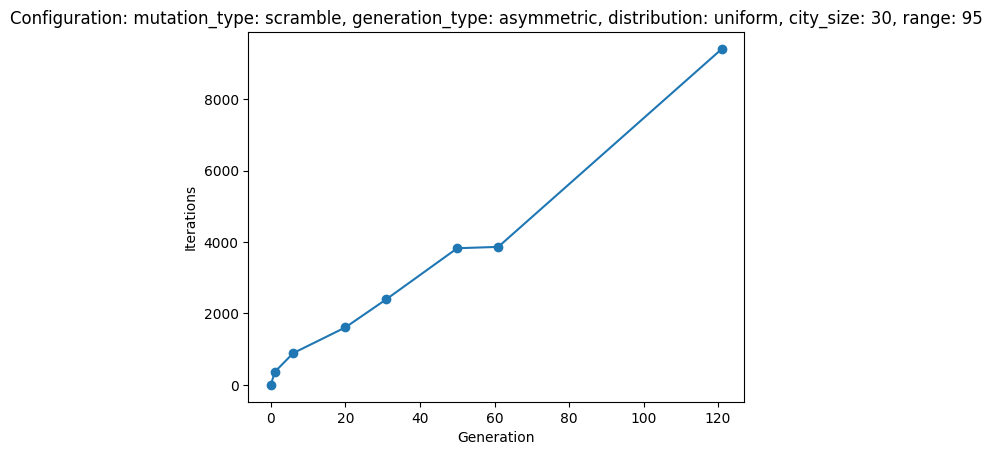 Configuration: mutation_type: scramble, generation_type: asymmetric, distribution: uniform, city_size: 30, range: 95
8000
6000
4000
2000
0
Iterations
0 20 40 60 80 100 120
Generation